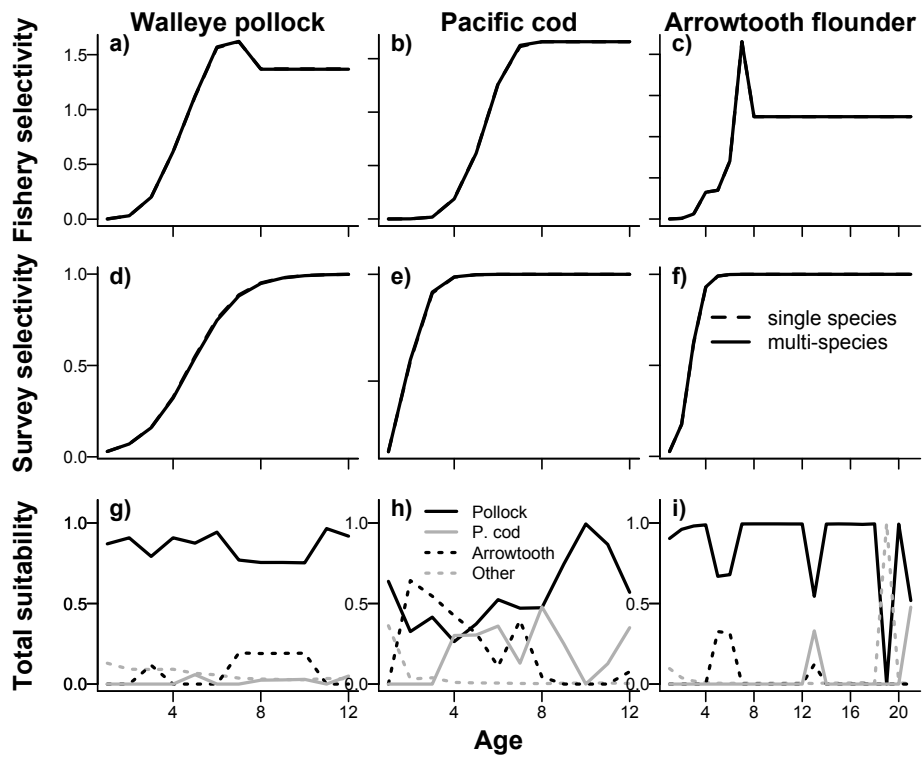 Walleye pollock
Pacific cod
Arrowtooth flounder
Fishery selectivity
a)
b)
c)
1.5
1.0
0.5
0.0
Survey selectivity
d)
e)
f)
1.0
0.5
0.0
single species
multi-species
Total suitability
g)
h)
i)
Pollock
P. cod
Arrowtooth
Other
1.0
0.5
0.0
1.0
0.5
0.
1.0
0.5
0.
4
8
12
4
8
12
4
8
12
16
20
Age